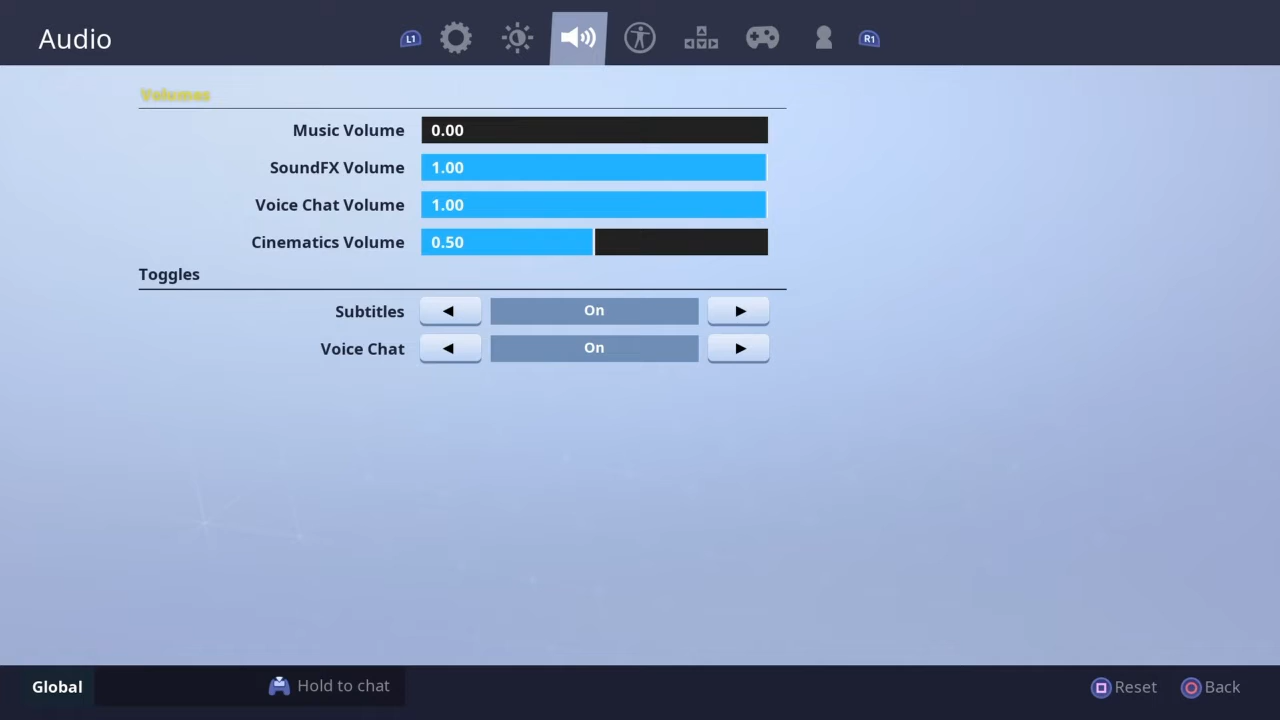 Audio
L1
R1
Volumes
Music Volume 0.00
SoundFX Volume 1.00
Voice Chat Volume 1.00
Cinematics Volume 0.50
Toggles
Subtitles On
Voice Chat On
Global Hold to chat Reset Back